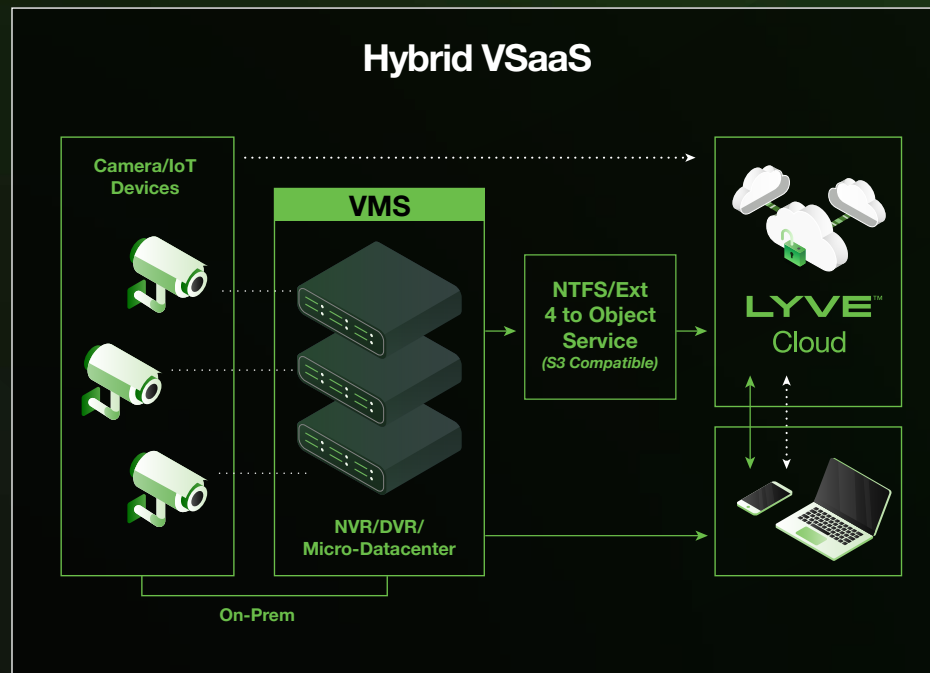 Hybrid VSaaS
Camera/IoT
Devices
VMS
NVR/DVR/
Micro-Datacenter
On-Prem
NTFS/Ext
4 to Object
Service
(S3 Compatible)
LYVE™
Cloud